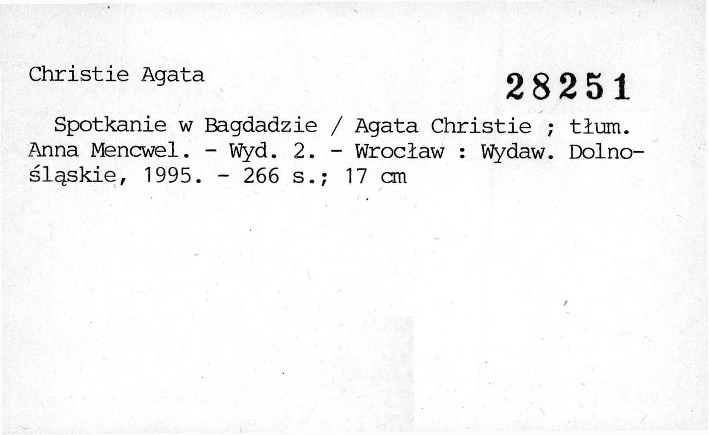 Christie Agata
28251
Spotkanie w Bagdadzie / Agata Christie ; tłum.
Anna Mencwel. - Wyd. 2. - Wrocław : Wydaw. Dolno-
śląskie, 1995. - 266 s.; 17 cm